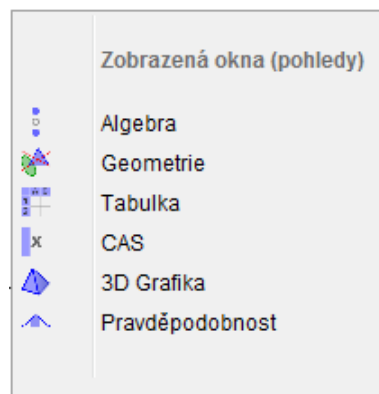 Zobrazená okna (pohledy)
Algebra
Geometrie
Tabulka
CAS
3D Grafika
Pravděpodobnost